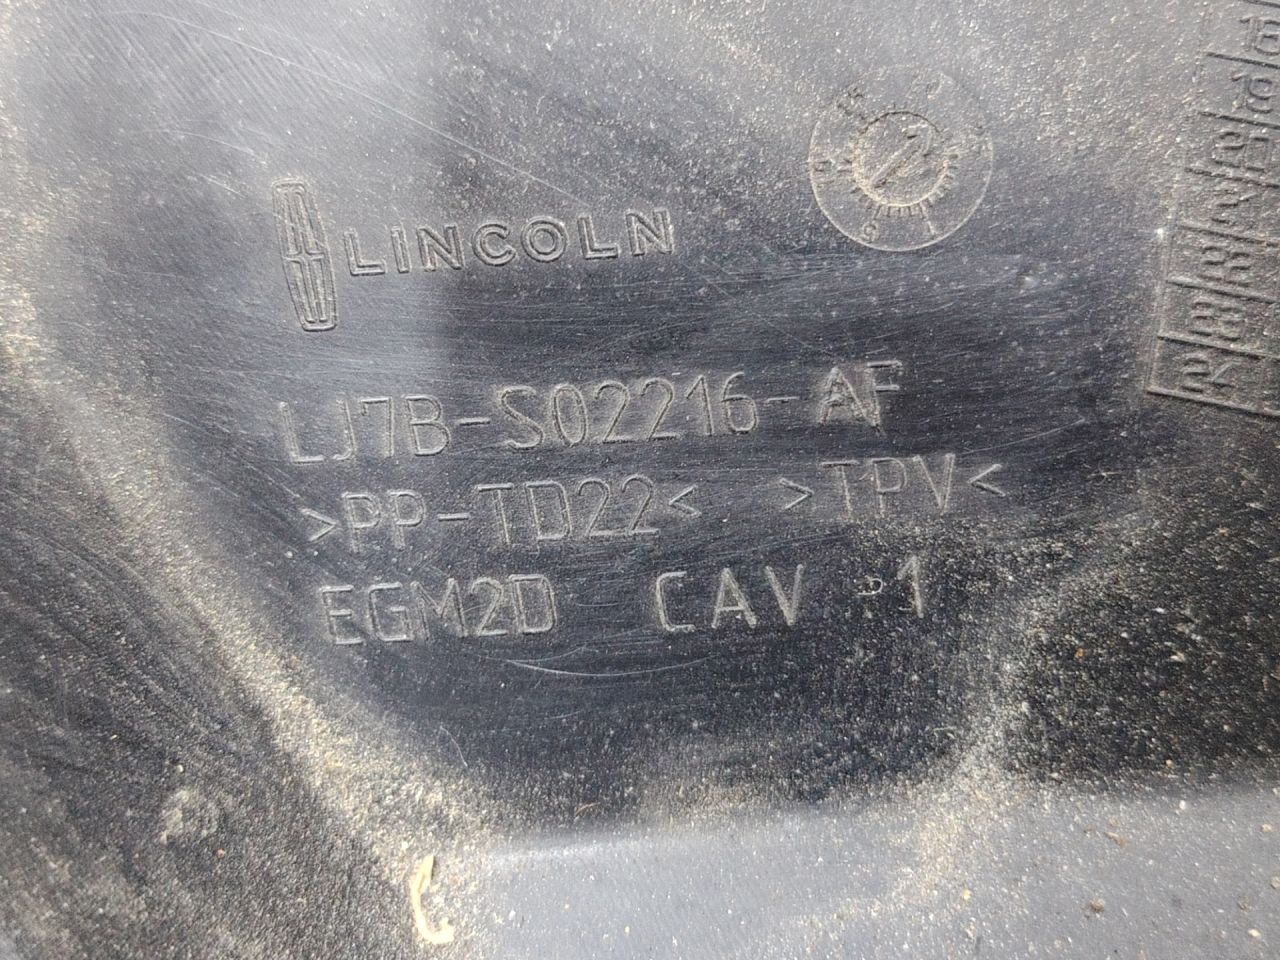 LINCOLN
LJ7B-S02216-AF
>PP-TD22< >TPV<
EGM2D CAV 1